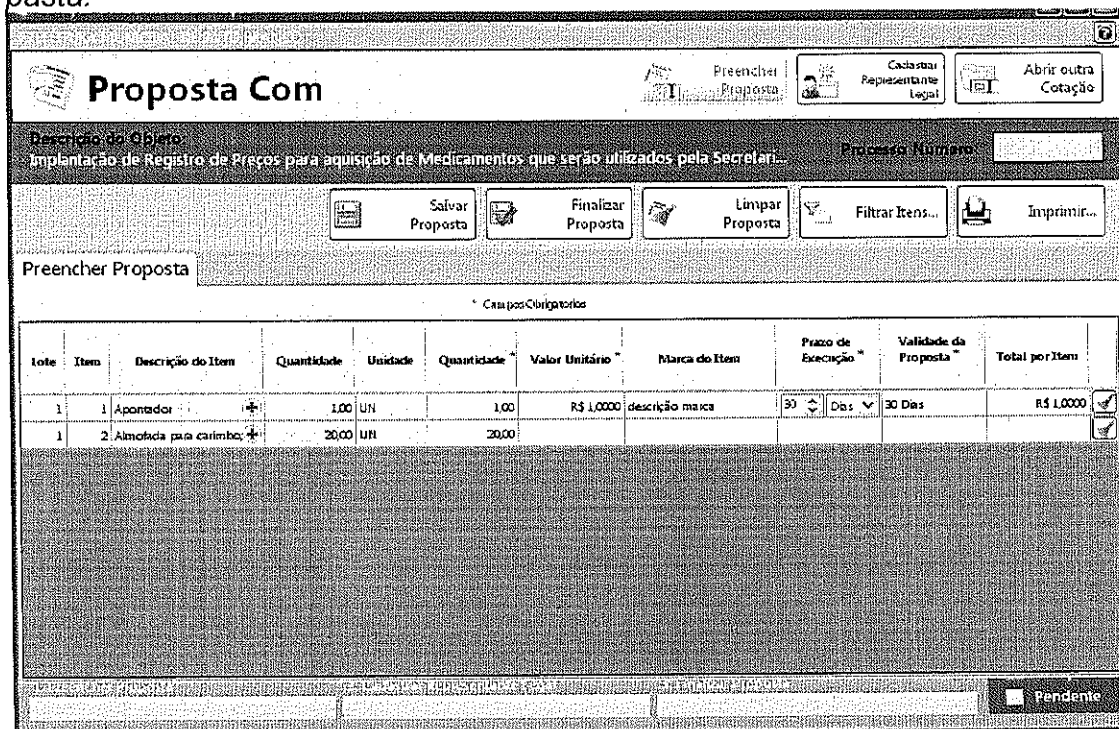 pasta.
Proposta Com
Preencher
Proposta
Cadastrar
Representante
Legal
Abrir outra
Cotação
Descrição do Objeto
Implantação de Registro de Preços para aquisição de Medicamentos que serão utilizados pela Secretari...
Processo Número
Salvar
Proposta
Finalizar
Proposta
Limpar
Proposta
Filtrar Itens...
Imprimir...
Preencher Proposta
* Campos Obrigatórios
Lote Item Descrição do Item Quantidade Unidade Quantidade * Valor Unitário * Marca do Item Prazo de Execução * Validade da Proposta * Total por Item
1 1 Apontador + 1,00 UN 1,00 R$ 1,0000 descrição marca 30 Dias 30 Dias R$ 1,0000
1 2 Almofada para carimbo; + 20,00 UN 20,00
Pendente